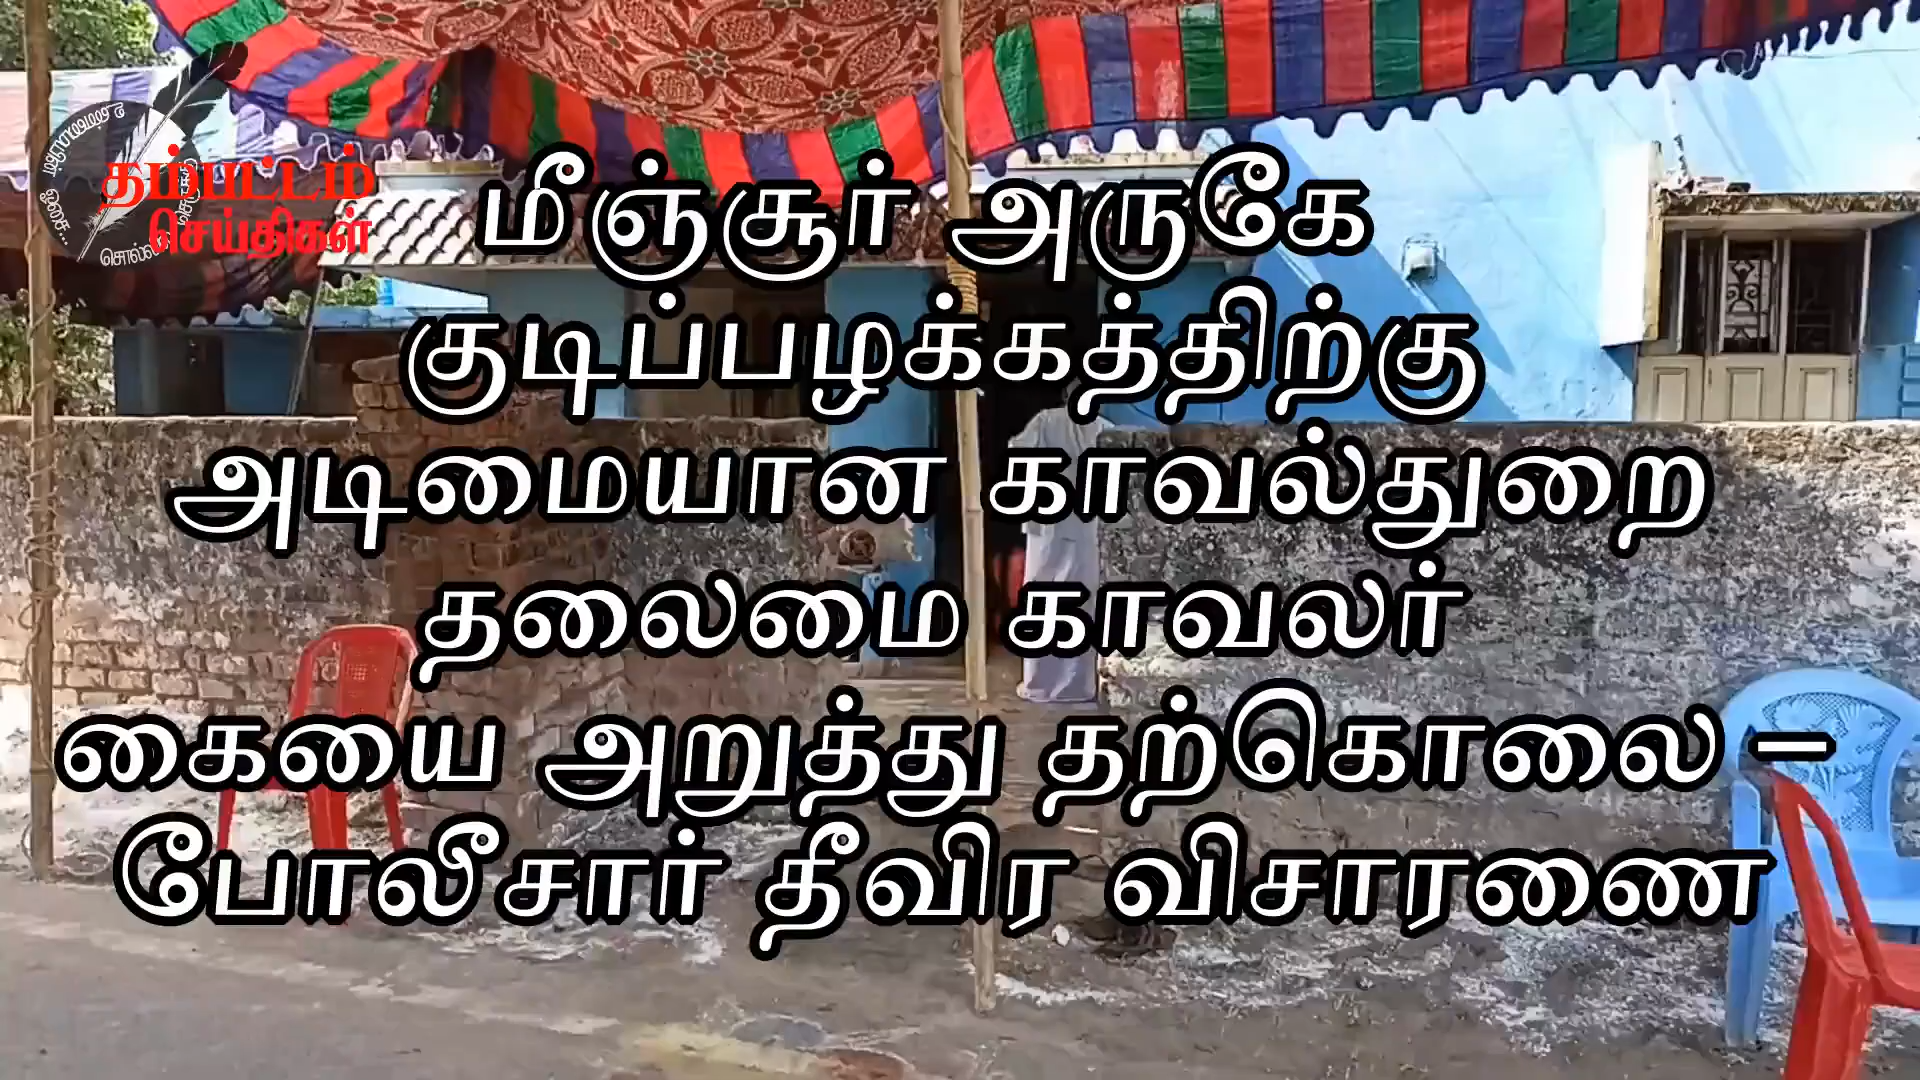 தம்பட்டம்
செய்திகள்
மீஞ்சூர் அருகே
குடிப்பழக்கத்திற்கு
அடிமையான காவல்துறை
தலைமை காவலர்
கையை அறுத்து தற்கொலை –
போலீசார் தீவிர விசாரணை